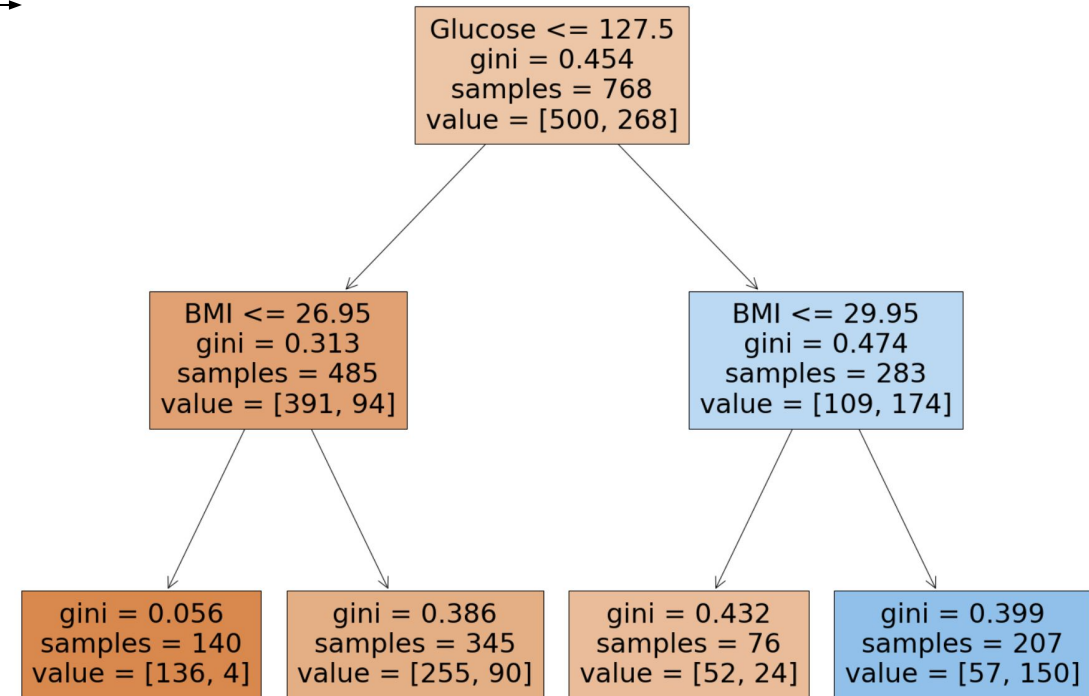 Glucose <= 127.5
gini = 0.454
samples = 768
value = [500, 268]
BMI <= 26.95
gini = 0.313
samples = 485
value = [391, 94]
BMI <= 29.95
gini = 0.474
samples = 283
value = [109, 174]
gini = 0.056
samples = 140
value = [136, 4]
gini = 0.386
samples = 345
value = [255, 90]
gini = 0.432
samples = 76
value = [52, 24]
gini = 0.399
samples = 207
value = [57, 150]